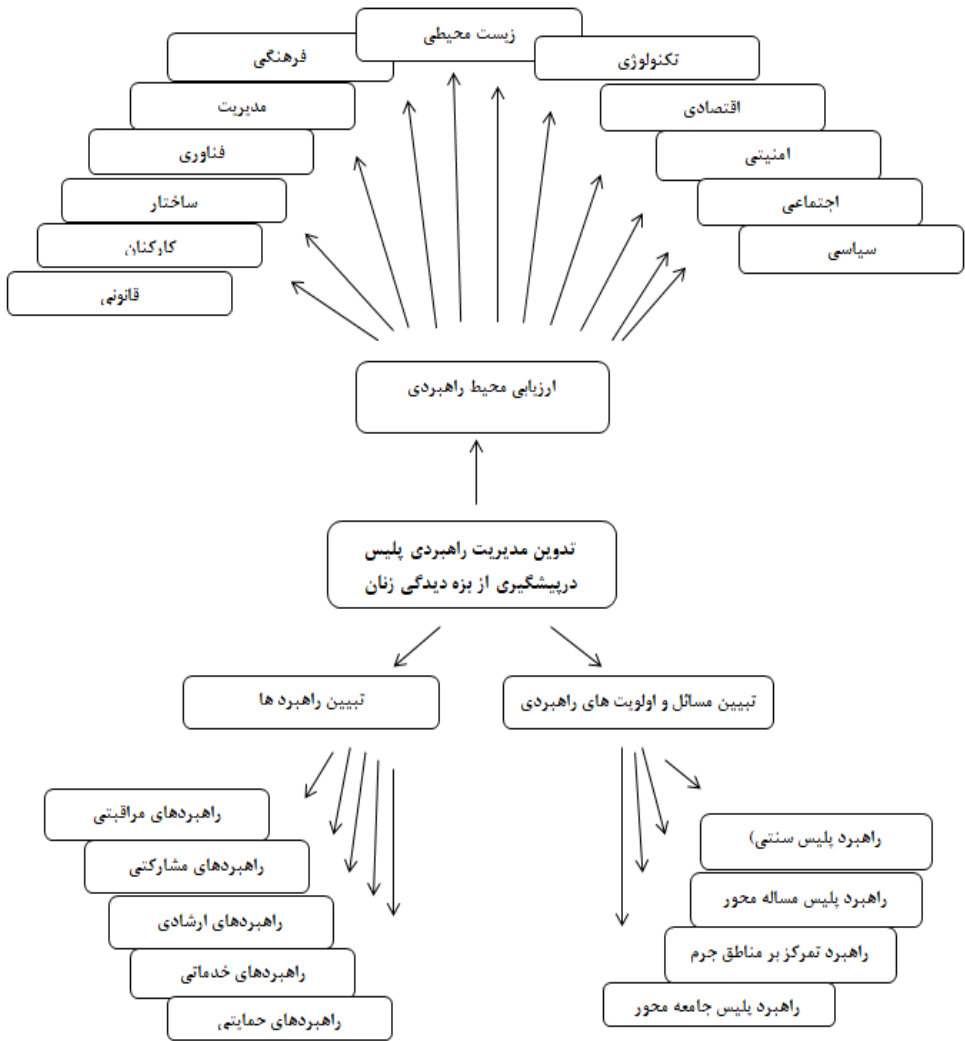 زیست محیطی
تکنولوژی
فرهنگی
اقتصادی
مدیریت
امنیتی
فناوری
اجتماعی
ساختار
سیاسی
کارکنان
قانونی
ارزیابی محیط راهبردی
تدوین مدیریت راهبردی پلیس
درپیشگیری از بزه دیدگی زنان
تبیین مسائل و اولویت های راهبردی
تبیین راهبرد ها
راهبرد پلیس سنتی)
راهبرد پلیس مساله محور
راهبرد تمرکز بر مناطق جرم
راهبرد پلیس جامعه محور
راهبردهای مراقبتی
راهبردهای مشارکتی
راهبردهای ارشادی
راهبردهای خدماتی
راهبردهای حمایتی